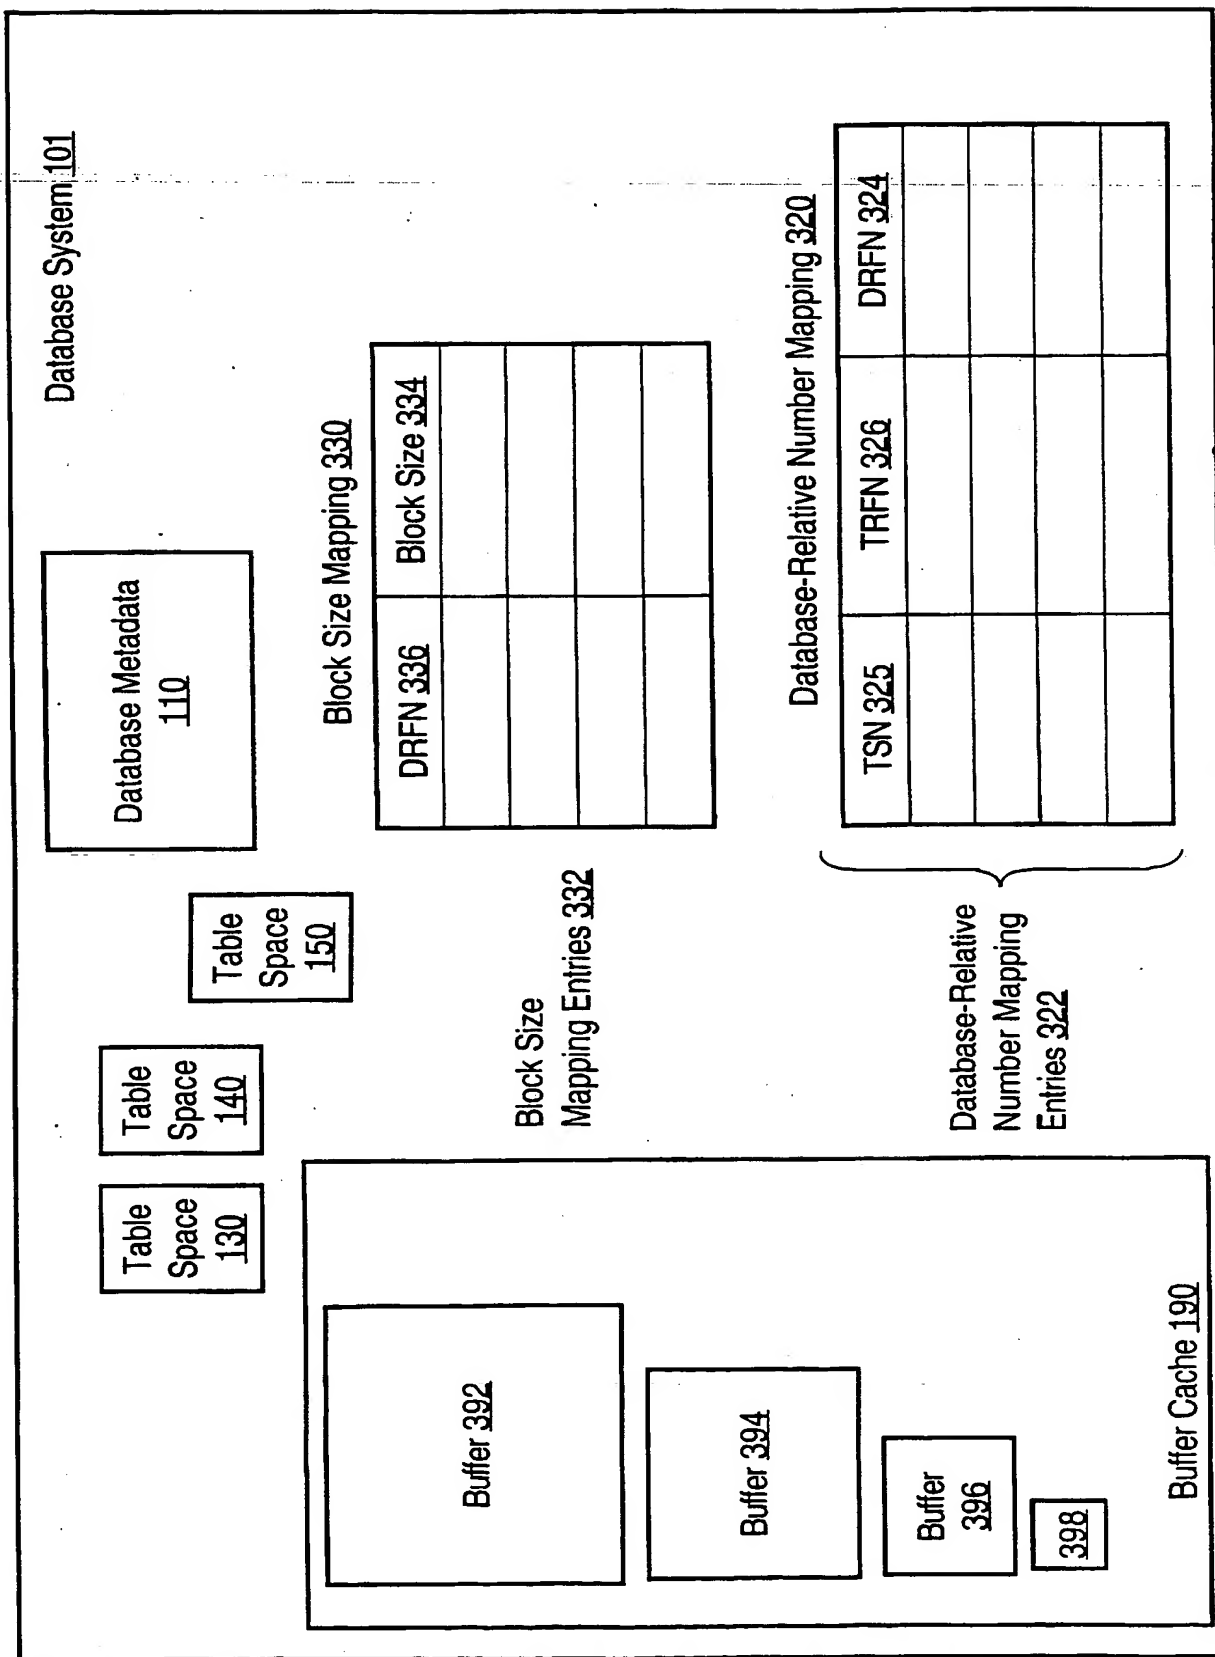 Database System 101
Table
Space
130
Table
Space
140
Table
Space
150
Database Metadata
110
Buffer 392
Buffer 394
Buffer
396
398
Buffer Cache 190
Block Size Mapping 330
DRFN 336 Block Size 334
Block Size
Mapping Entries 332
Database-Relative Number Mapping 320
TSN 325 TRFN 326 DRFN 324
Database-Relative
Number Mapping
Entries 322